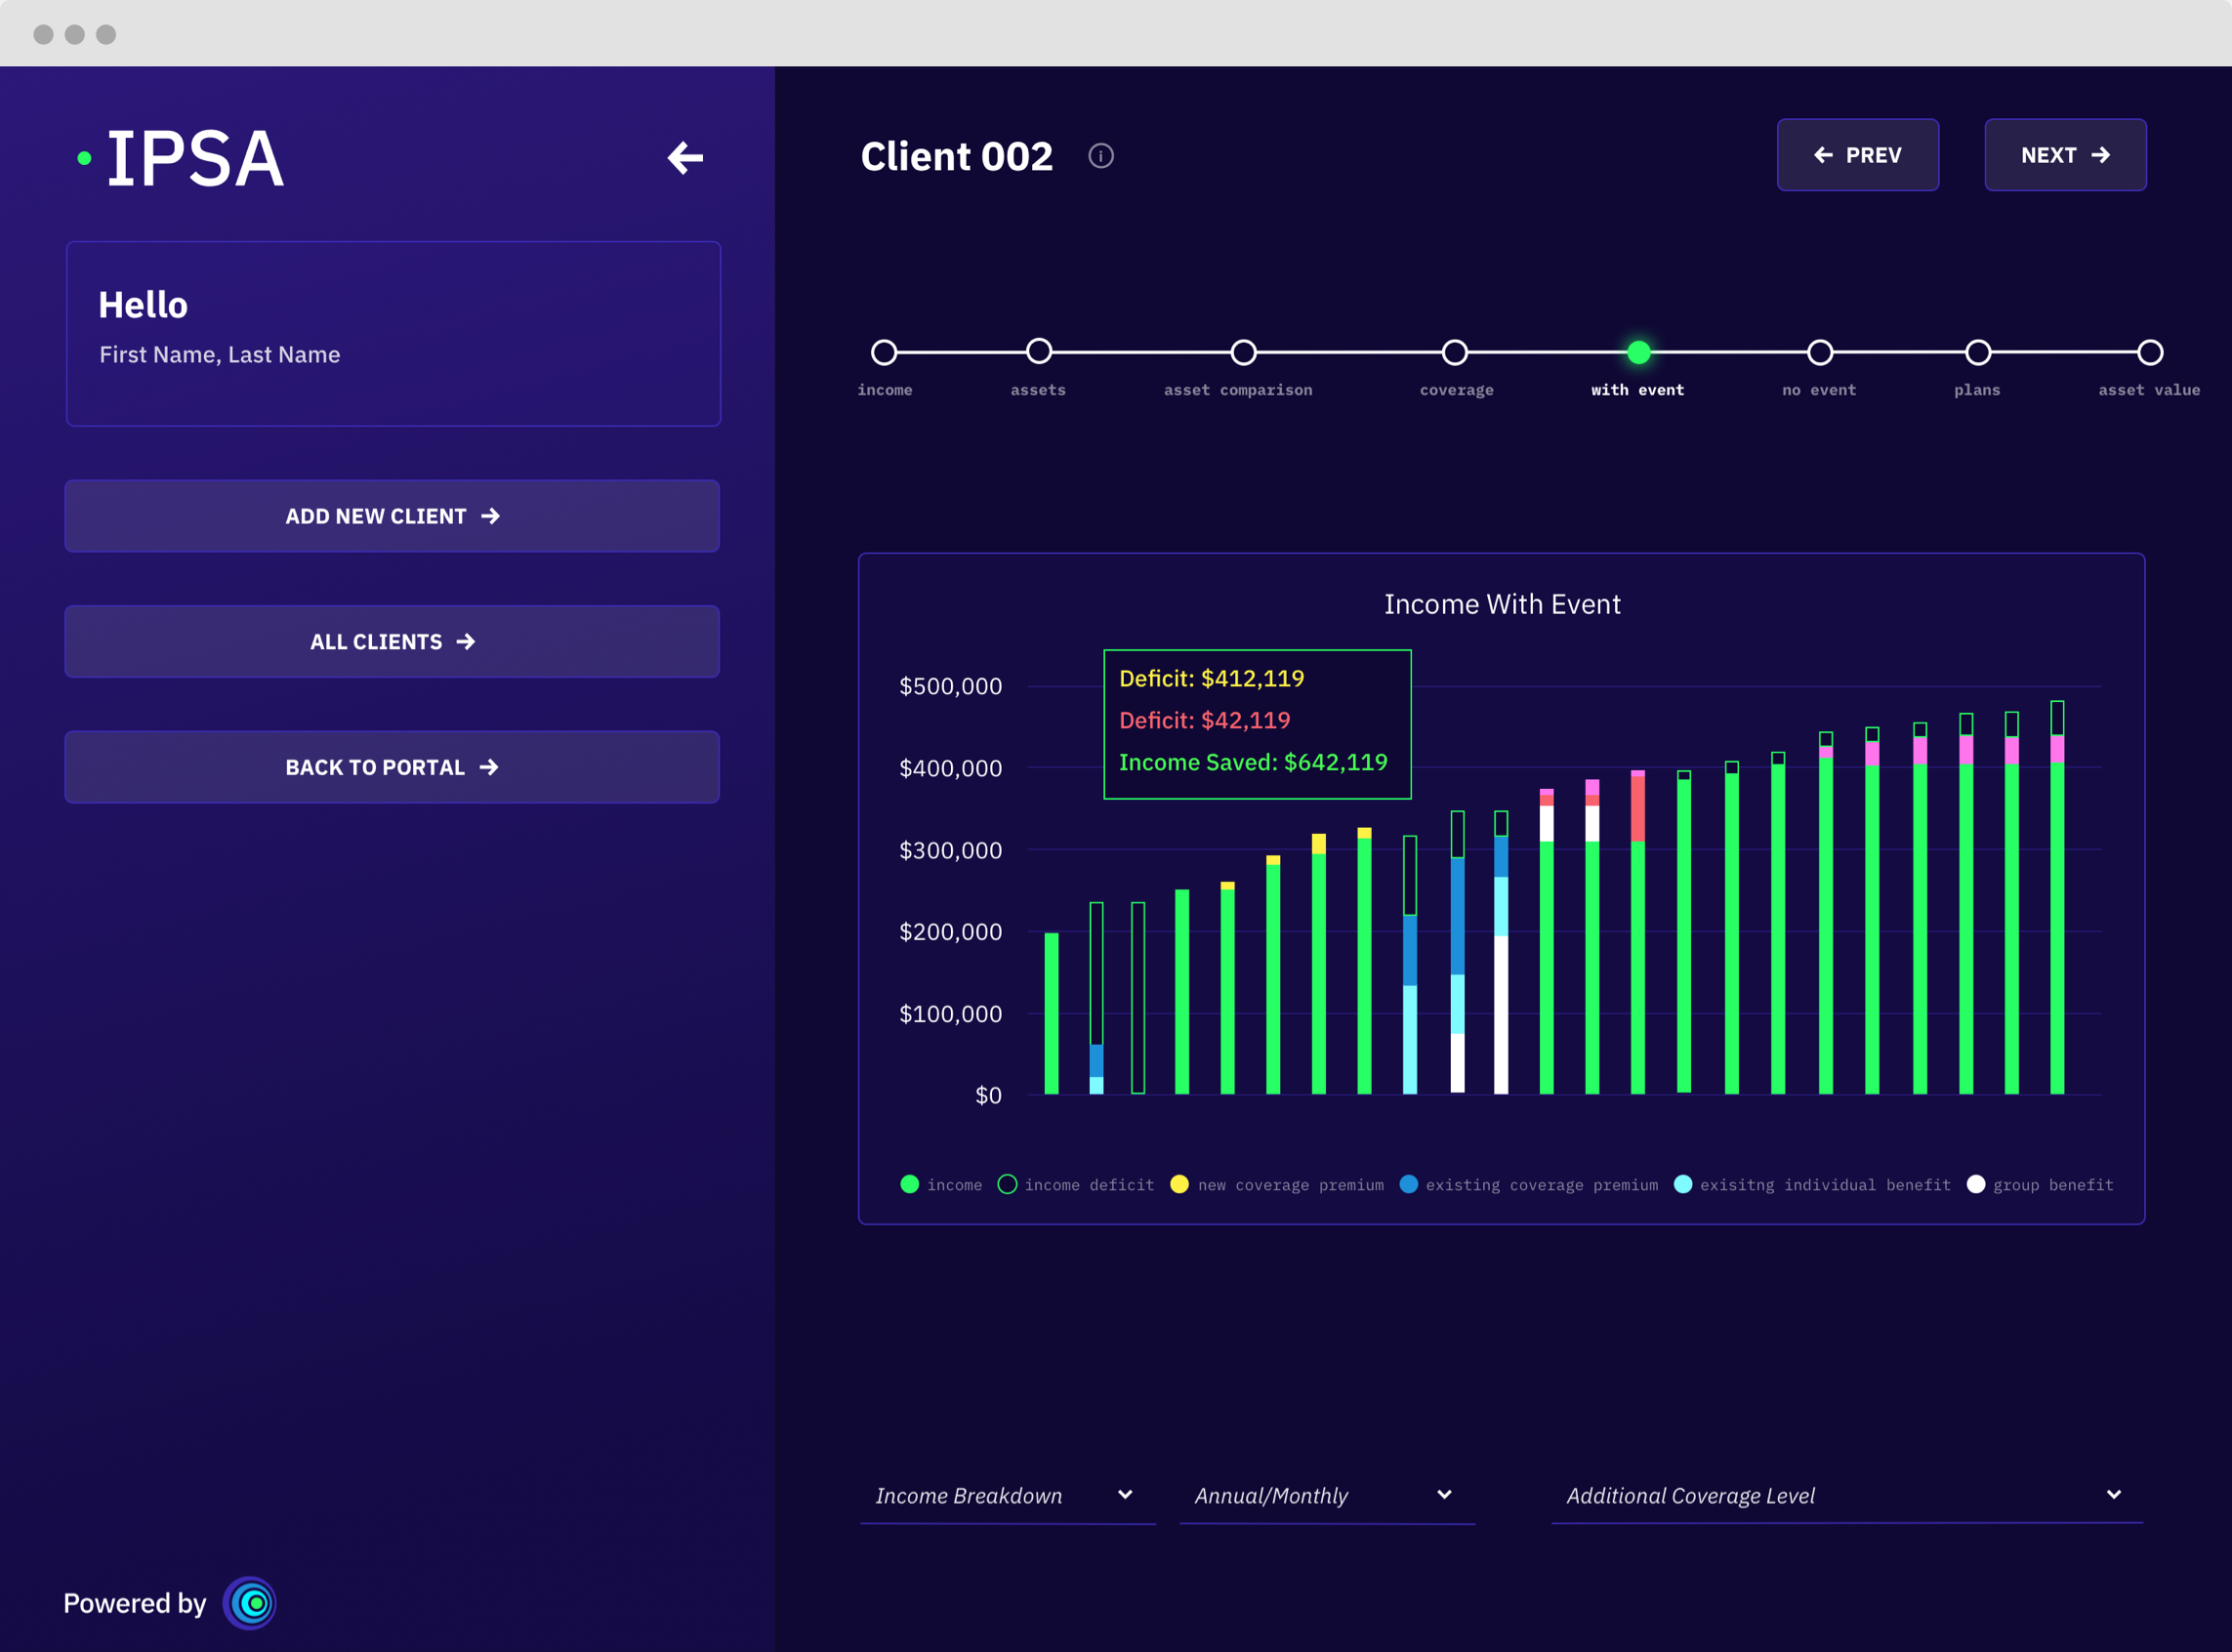 IPSA
Hello
First Name, Last Name
ADD NEW CLIENT
ALL CLIENTS
BACK TO PORTAL
Powered by
Client 002
PREV
NEXT
income
assets
asset comparison
coverage
with event
no event
plans
asset value
Income With Event
Deficit: $412,119
Deficit: $42,119
Income Saved: $642,119
$500,000
$400,000
$300,000
$200,000
$100,000
$0
income
income deficit
new coverage premium
existing coverage premium
exisitng individual benefit
group benefit
Income Breakdown
Annual/Monthly
Additional Coverage Level